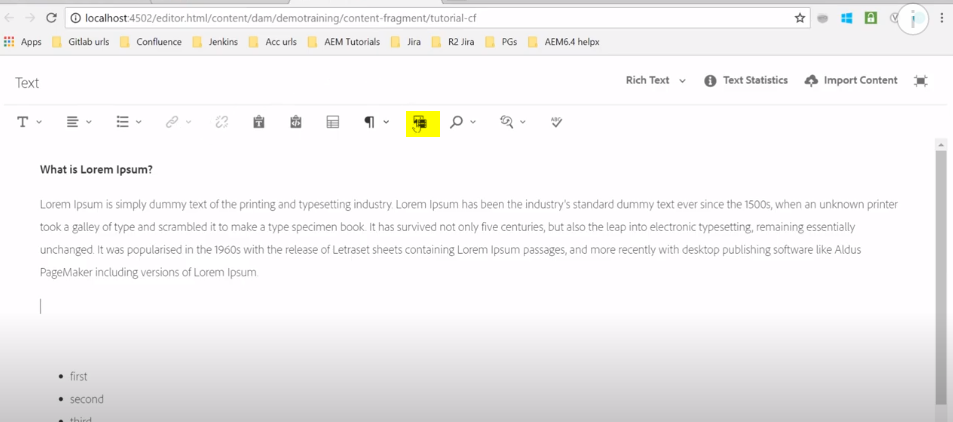 localhost:4502/editor.html/content/dam/demotraining/content-fragment/tutorial-cf
Apps Gitlab urls Confluence Jenkins Acc urls AEM Tutorials Jira R2 Jira PGs AEM6.4 helpx
Text Rich Text Text Statistics Import Content
What is Lorem Ipsum?
Lorem Ipsum is simply dummy text of the printing and typesetting industry. Lorem Ipsum has been the industry's standard dummy text ever since the 1500s, when an unknown printer
took a galley of type and scrambled it to make a type specimen book. It has survived not only five centuries, but also the leap into electronic typesetting, remaining essentially
unchanged. It was popularised in the 1960s with the release of Letraset sheets containing Lorem Ipsum passages, and more recently with desktop publishing software like Aldus
PageMaker including versions of Lorem Ipsum.
first
second
third